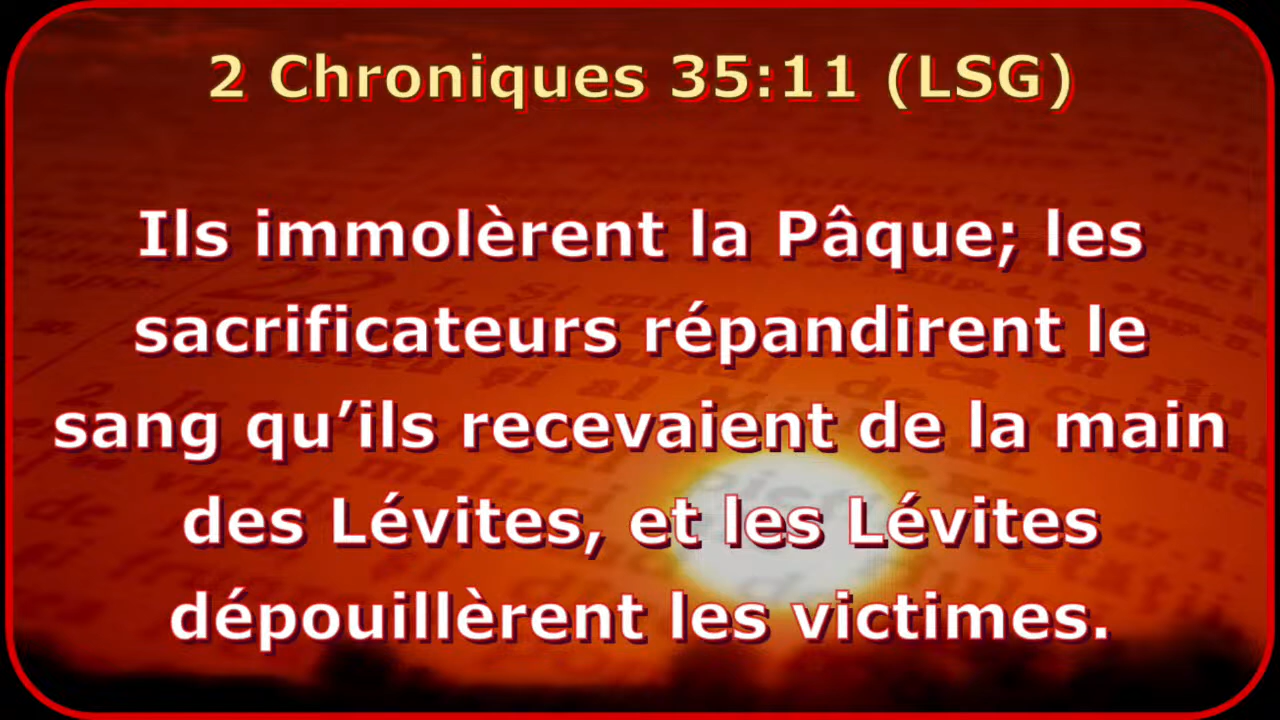 2 Chroniques 35:11 (LSG)
Ils immolèrent la Pâque; les
sacrificateurs répandirent le
sang qu’ils recevaient de la main
des Lévites, et les Lévites
dépouillèrent les victimes.